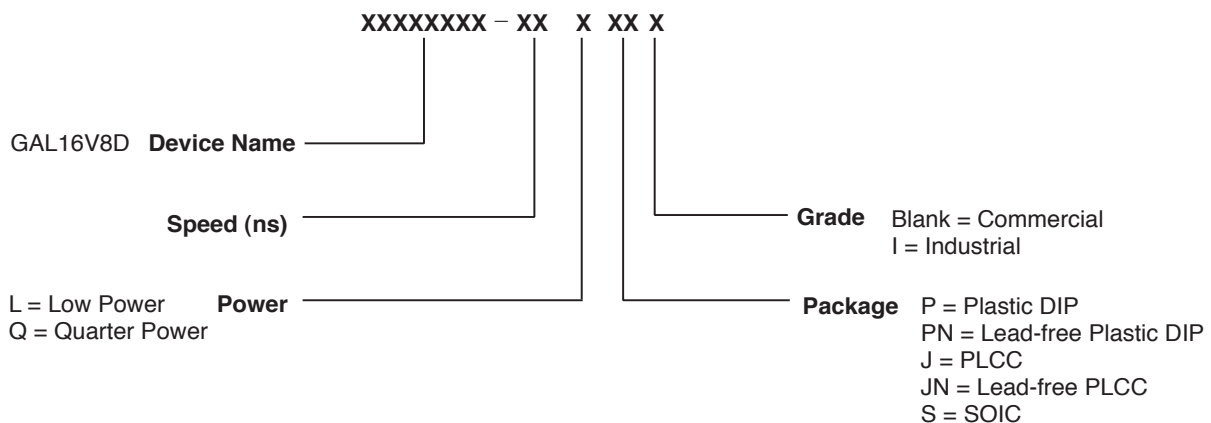 XXXXXXXX – XX X XX X
GAL16V8D Device Name
Speed (ns)
Grade Blank = Commercial
I = Industrial
L = Low Power Power
Q = Quarter Power
Package P = Plastic DIP
PN = Lead-free Plastic DIP
J = PLCC
JN = Lead-free PLCC
S = SOIC